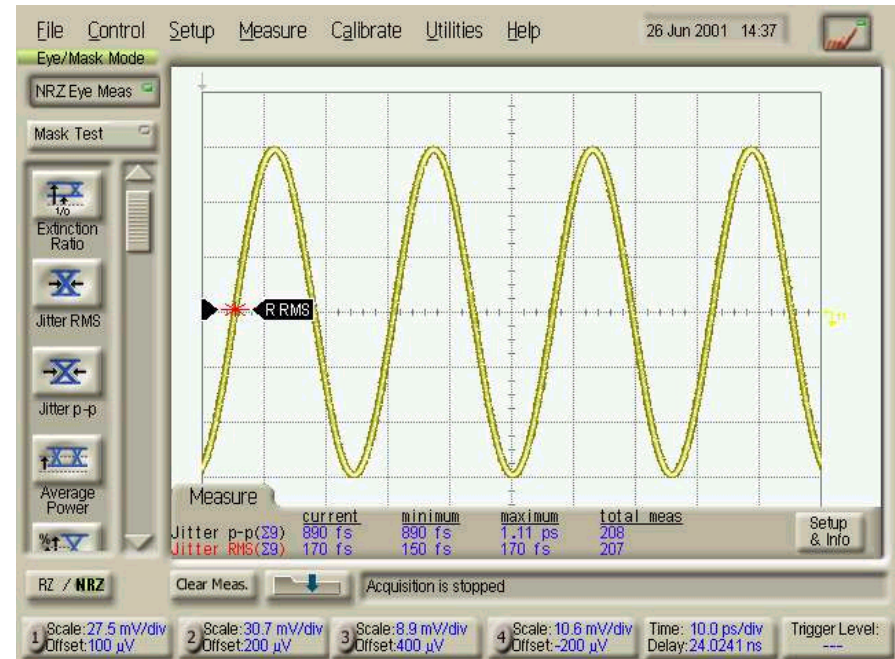 File Control Setup Measure Calibrate Utilities Help 26 Jun 2001 14:37
Eye/Mask Mode
NRZ Eye Meas
Mask Test
1/0
Extinction
Ratio
Jitter RMS
Jitter p-p
Average
Power
%
R RMS
Measure
current minimum maximum total meas
Jitter p-p(Σ9) 890 fs 890 fs 1.11 ps 208
Jitter RMS(Σ9) 170 fs 150 fs 170 fs 207
Setup
& Info
RZ / NRZ
Clear Meas.
Acquisition is stopped
1 Scale:27.5 mV/div
Offset:100 µV
2 Scale:30.7 mV/div
Offset:200 µV
3 Scale:8.9 mV/div
Offset:400 µV
4 Scale:10.6 mV/div
Offset:-200 µV
Time: 10.0 ps/div
Delay:24.0241 ns
Trigger Level:
---